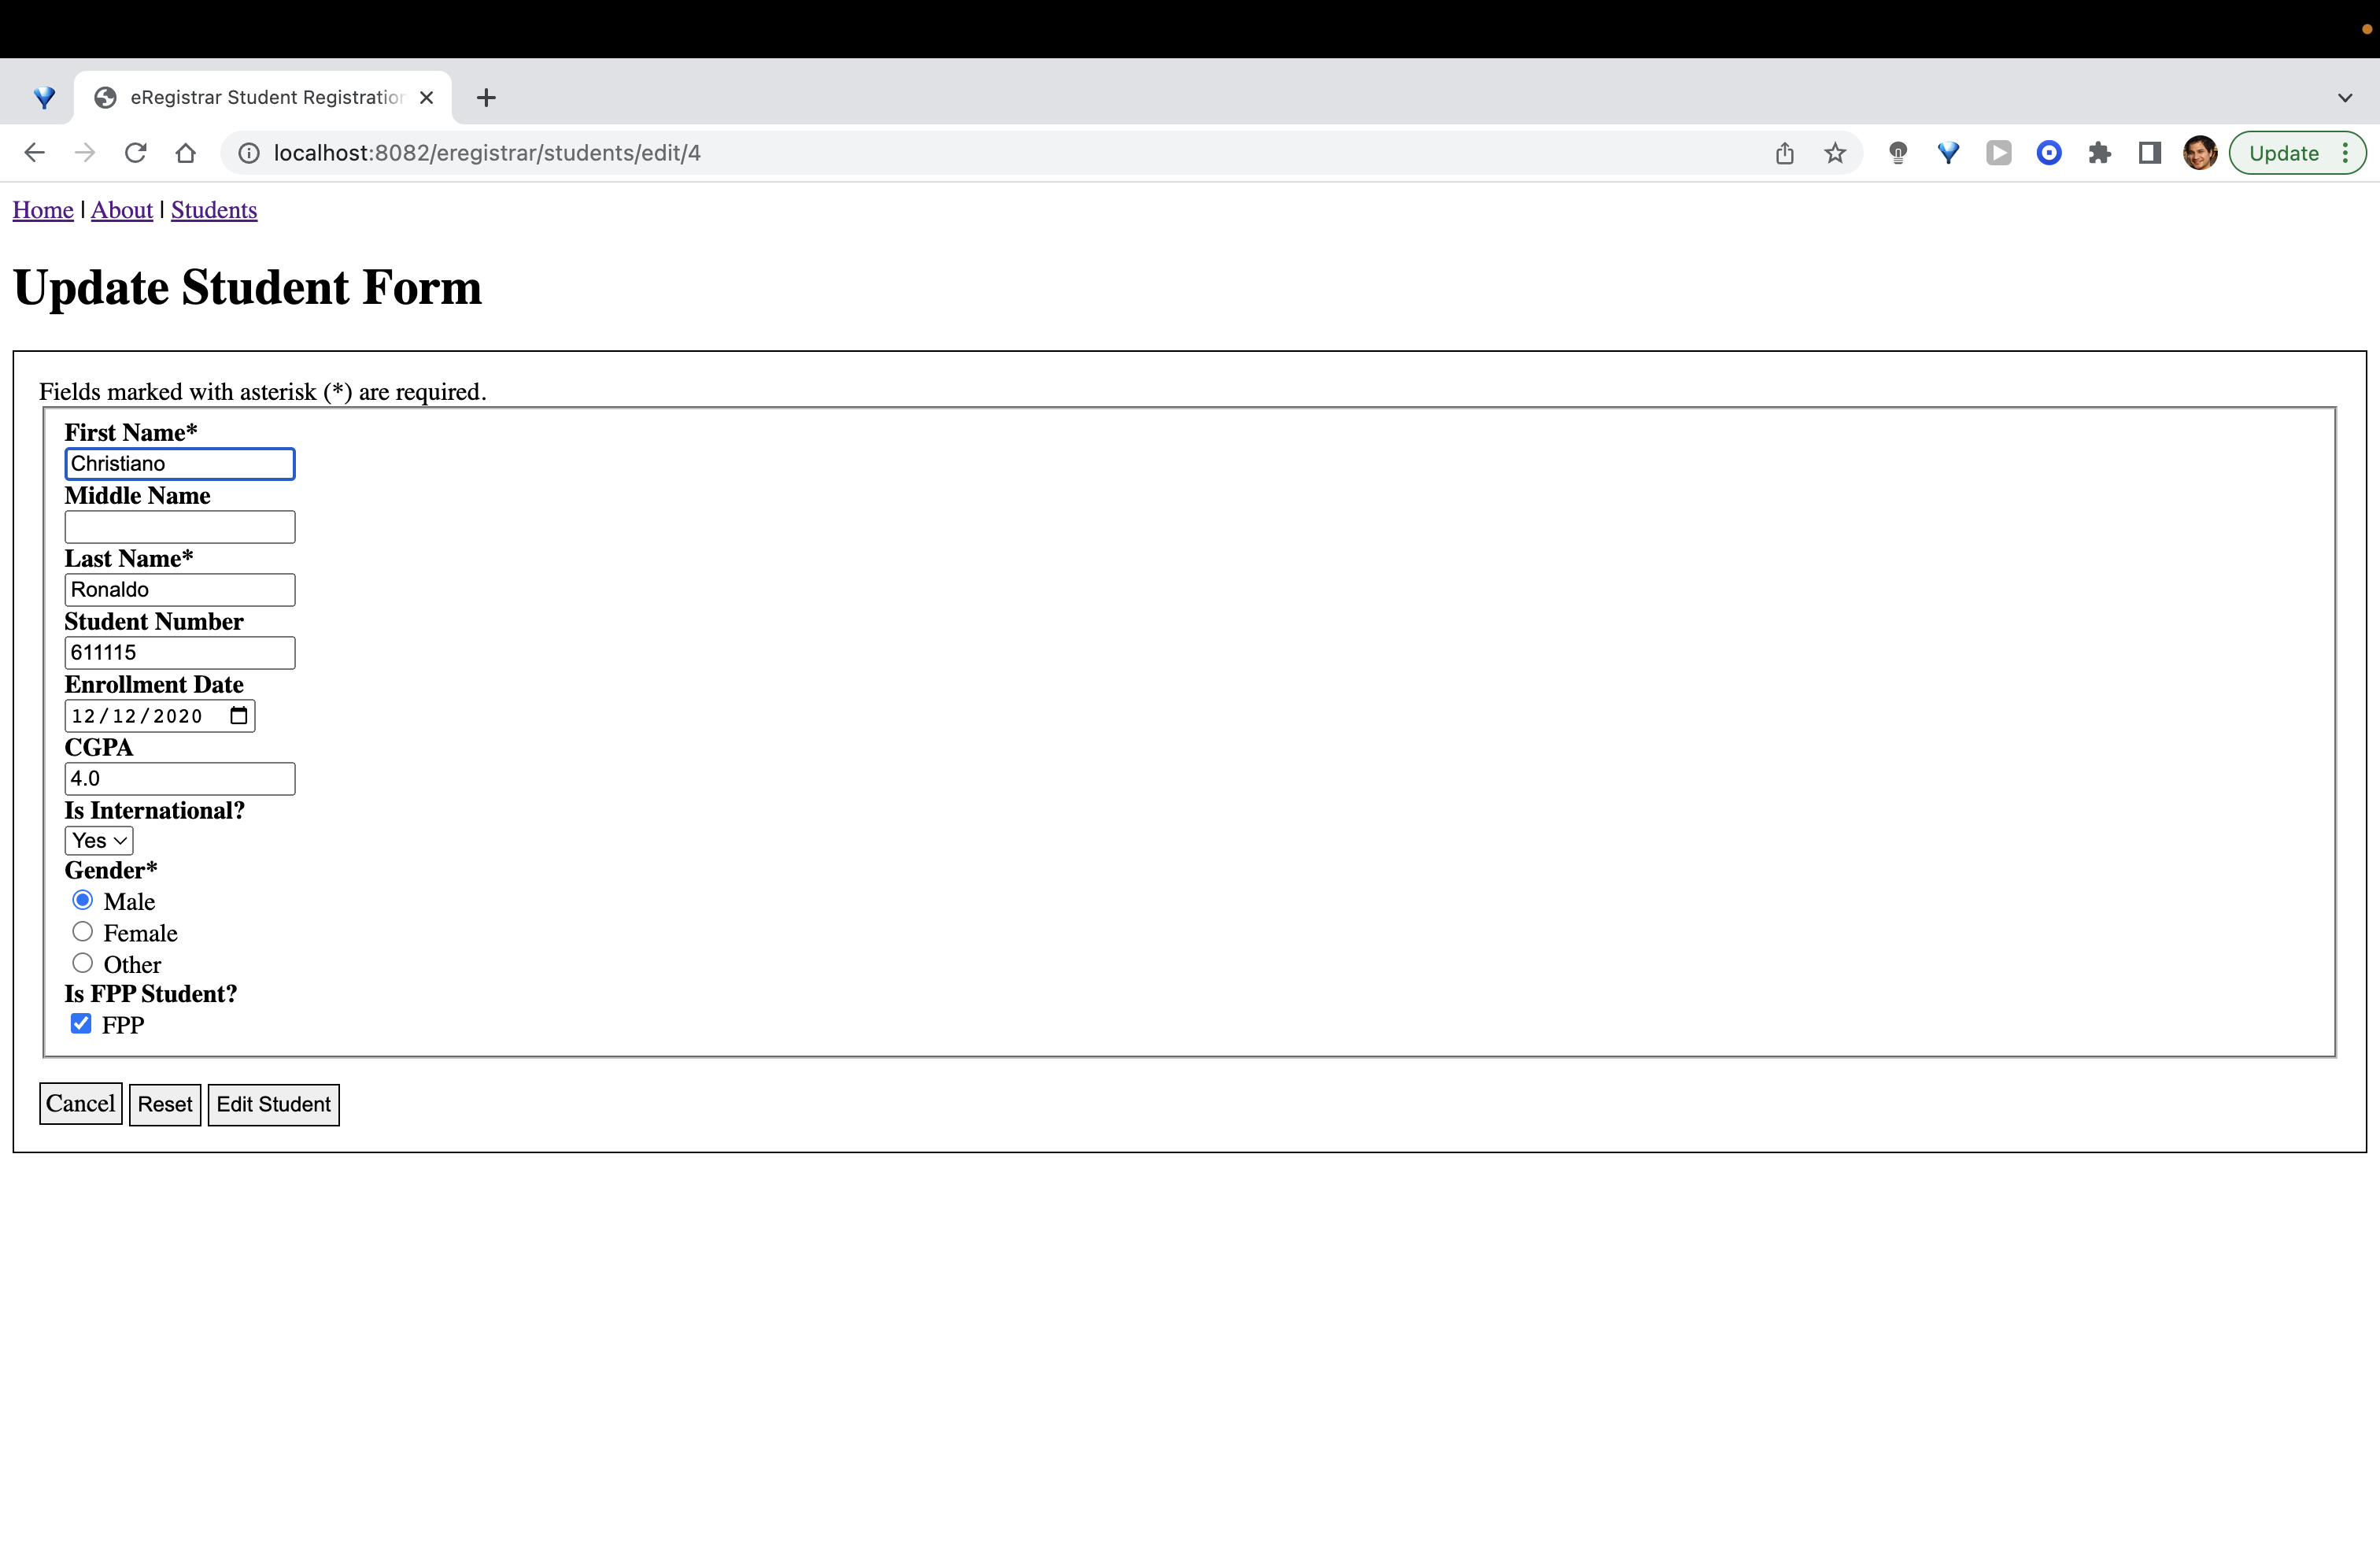 eRegistrar Student Registration
localhost:8082/eregistrar/students/edit/4
Update
Home | About | Students
Update Student Form
Fields marked with asterisk (*) are required.
First Name*
Christiano
Middle Name
Last Name*
Ronaldo
Student Number
611115
Enrollment Date
12/12/2020
CGPA
4.0
Is International?
Yes
Gender*
Male
Female
Other
Is FPP Student?
FPP
Cancel Reset Edit Student